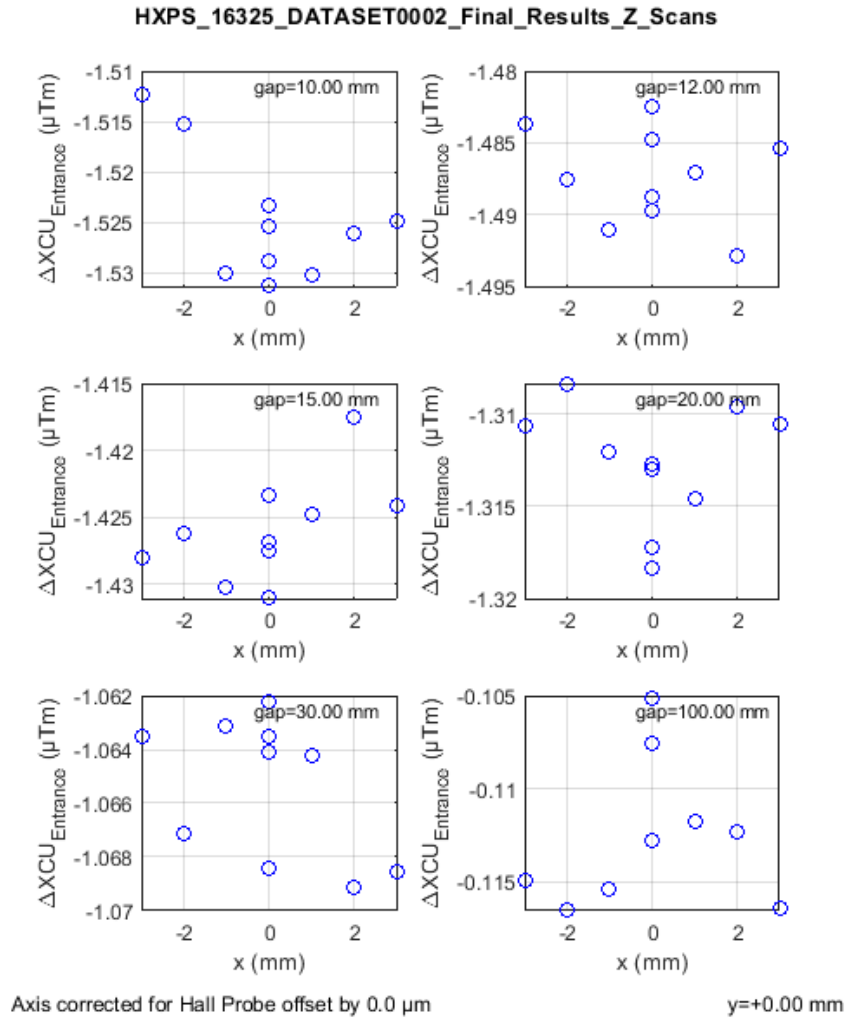 HXPS_16325_DATASET0002_Final_Results_Z_Scans
gap=10.00 mm
-1.51
-1.515
-1.52
-1.525
-1.53
ΔXCU_Entrance (µTm)
-2 0 2
x (mm)
gap=12.00 mm
-1.48
-1.485
-1.49
-1.495
ΔXCU_Entrance (µTm)
-2 0 2
x (mm)
gap=15.00 mm
-1.415
-1.42
-1.425
-1.43
ΔXCU_Entrance (µTm)
-2 0 2
x (mm)
gap=20.00 mm
-1.31
-1.315
-1.32
ΔXCU_Entrance (µTm)
-2 0 2
x (mm)
gap=30.00 mm
-1.062
-1.064
-1.066
-1.068
-1.07
ΔXCU_Entrance (µTm)
-2 0 2
x (mm)
gap=100.00 mm
-0.105
-0.11
-0.115
ΔXCU_Entrance (µTm)
-2 0 2
x (mm)
Axis corrected for Hall Probe offset by 0.0 µm
y=+0.00 mm